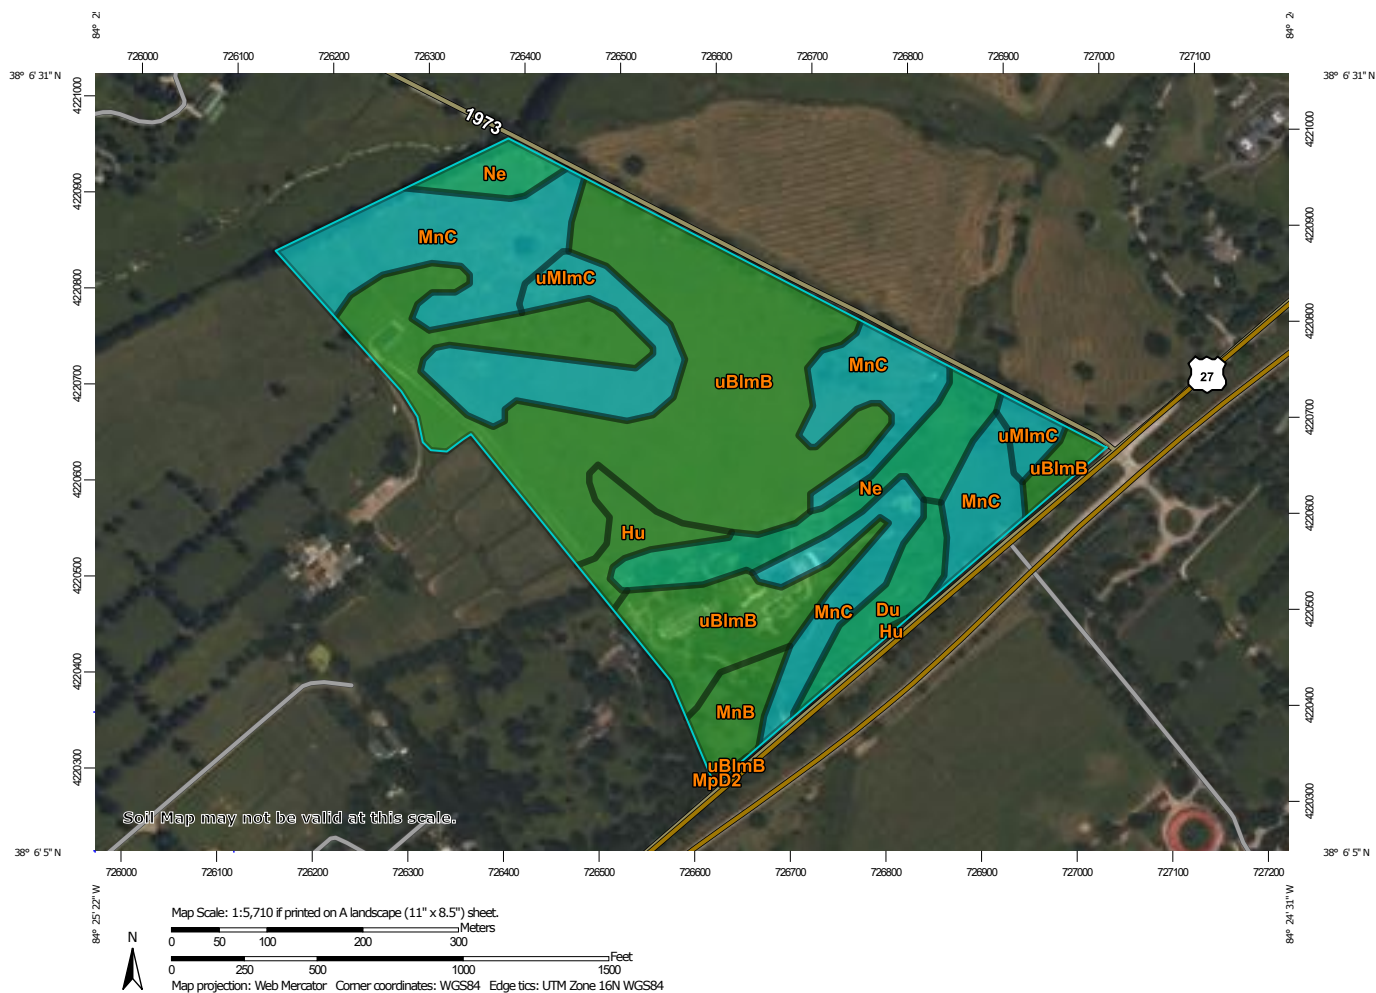 84° 2
84° 2
726000 726100 726200 726300 726400 726500 726600 726700 726800 726900 727000 727100
38° 6' 31" N
38° 6' 31" N
4221000
4220900
4220800
4220700
4220600
4220500
4220400
4220300
4221000
4220900
4220800
4220700
4220600
4220500
4220400
4220300
1973
Ne
MnC
uMlmC
MnC
uBlmB
27
uMlmC
uBlmB
Ne
MnC
Hu
MnC
Du
uBlmB
Hu
MnB
uBlmB
MpD2
Soil Map may not be valid at this scale.
38° 6' 5" N
38° 6' 5" N
726000 726100 726200 726300 726400 726500 726600 726700 726800 726900 727000 727100 727200
84° 25' 22" W
84° 24' 31" W
Map Scale: 1:5,710 if printed on A landscape (11" x 8.5") sheet.
Meters
0 50 100 200 300
Feet
0 250 500 1000 1500
N
Map projection: Web Mercator Corner coordinates: WGS84 Edge tics: UTM Zone 16N WGS84